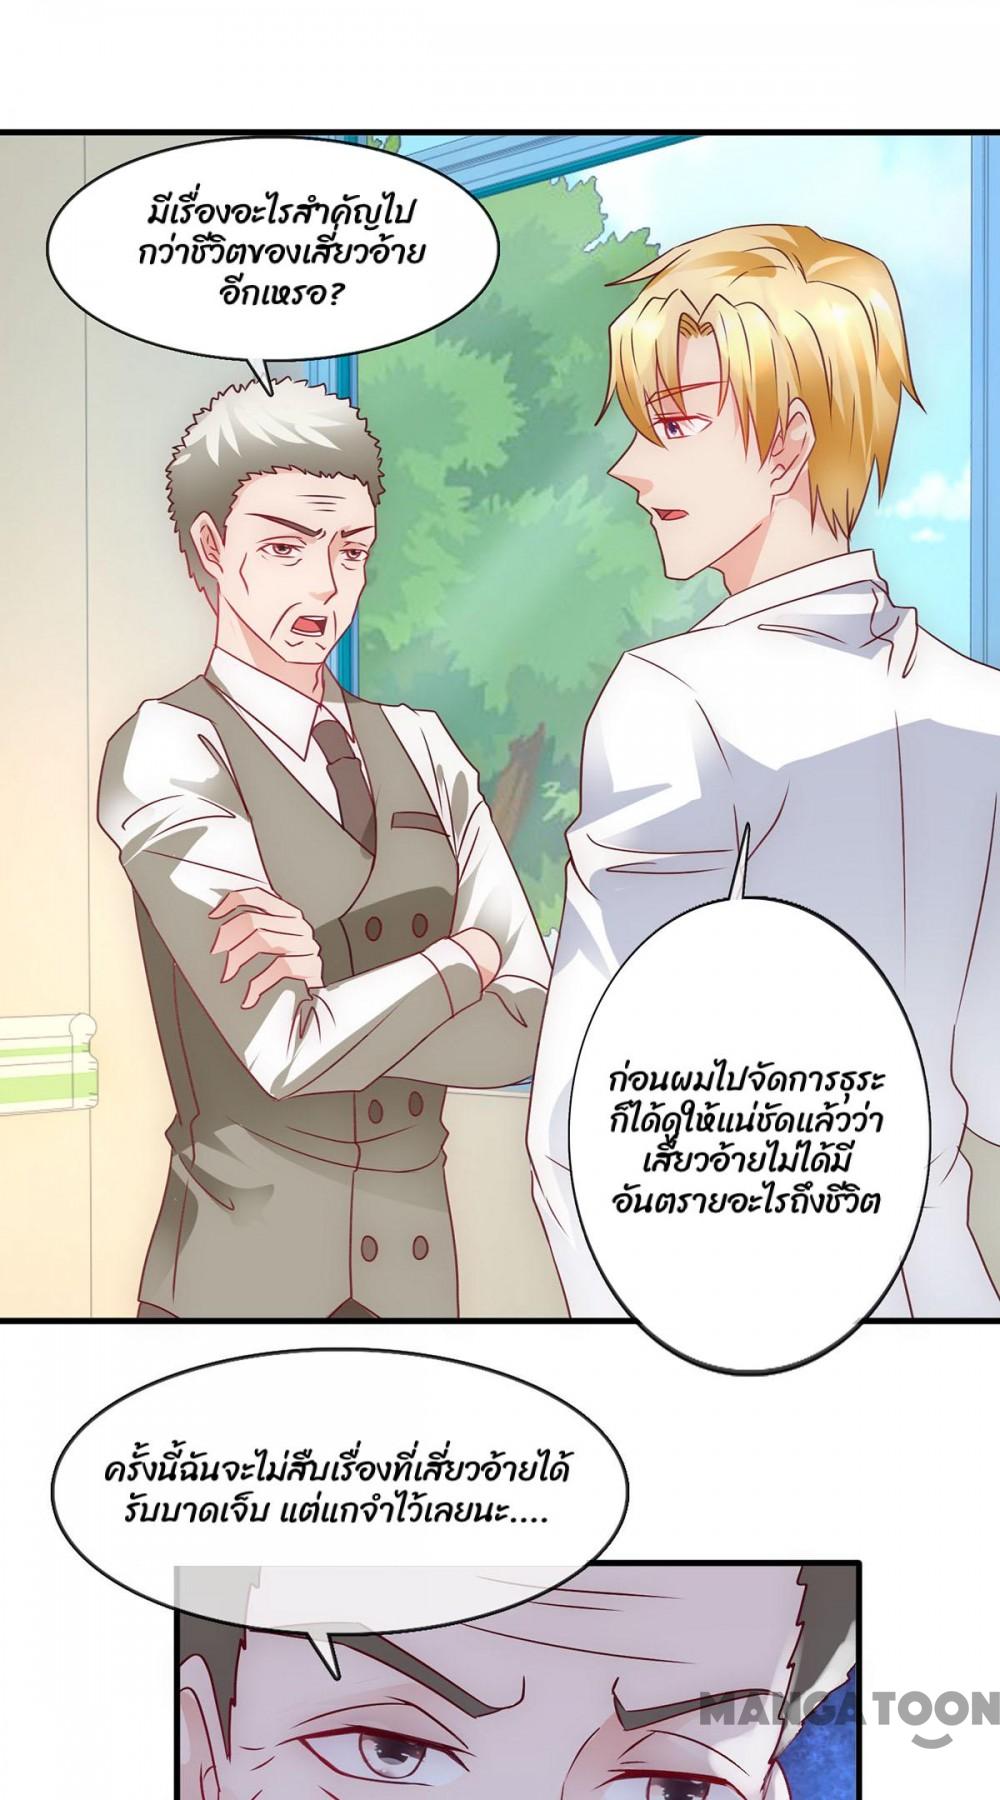 มีเรื่องอะไรสำคัญไป
กว่าชีวิตของเสี่ยวอ้าย
อีกเหรอ?
ก่อนผมไปจัดการธุระ
ก็ได้ดูให้แน่ชัดแล้วว่า
เสี่ยวอ้ายไม่ได้มี
อันตรายอะไรถึงชีวิต
ครั้งนี้ฉันจะไม่สืบเรื่องที่เสี่ยวอ้ายได้
รับบาดเจ็บ แต่แกจำไว้เลยนะ....
MANGATOON